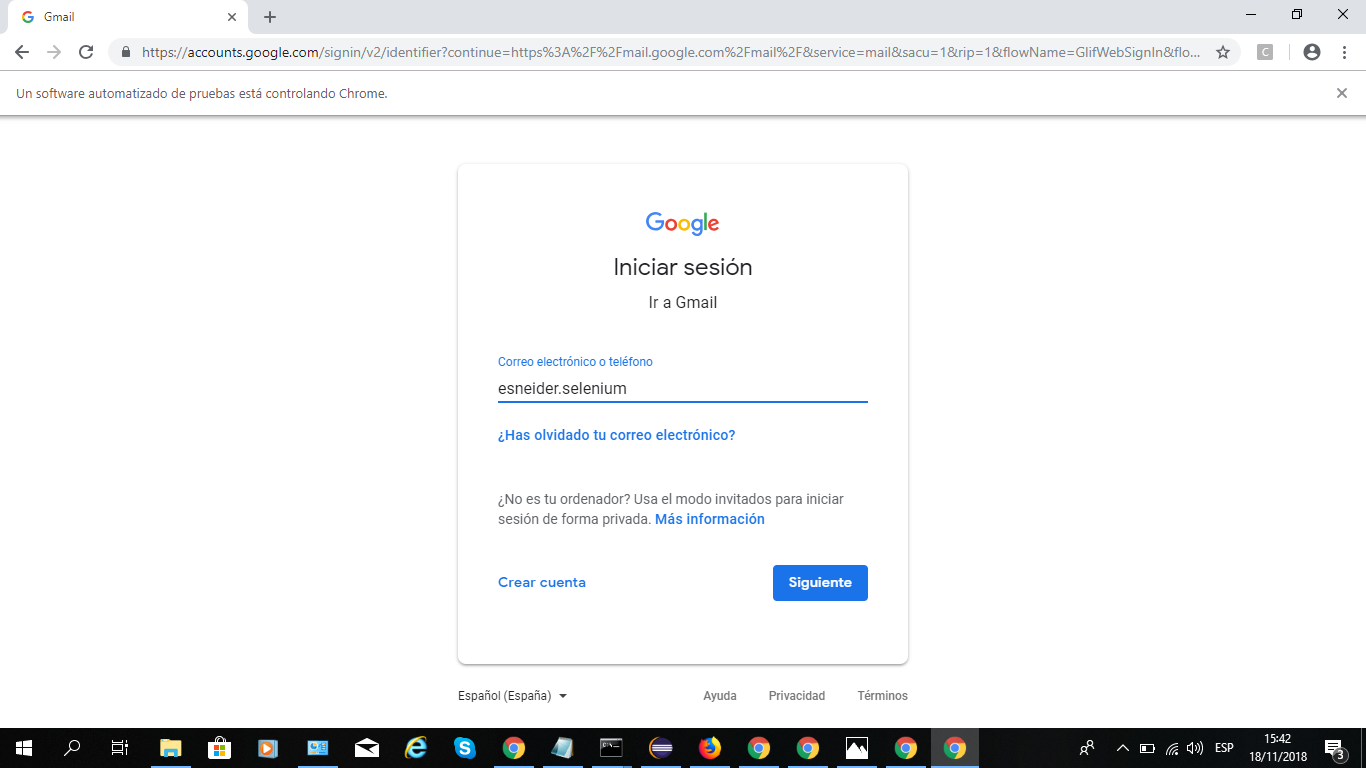 Gmail
https://accounts.google.com/signin/v2/identifier?continue=https%3A%2F%2Fmail.google.com%2Fmail%2F&service=mail&sacu=1&rip=1&flowName=GlifWebSignIn&flo...
C
Un software automatizado de pruebas está controlando Chrome.
Google
Iniciar sesión
Ir a Gmail
Correo electrónico o teléfono
esneider.selenium
¿Has olvidado tu correo electrónico?
¿No es tu ordenador? Usa el modo invitados para iniciar
sesión de forma privada. Más información
Crear cuenta
Siguiente
Español (España)
Ayuda Privacidad Términos
ESP
15:42
18/11/2018
3